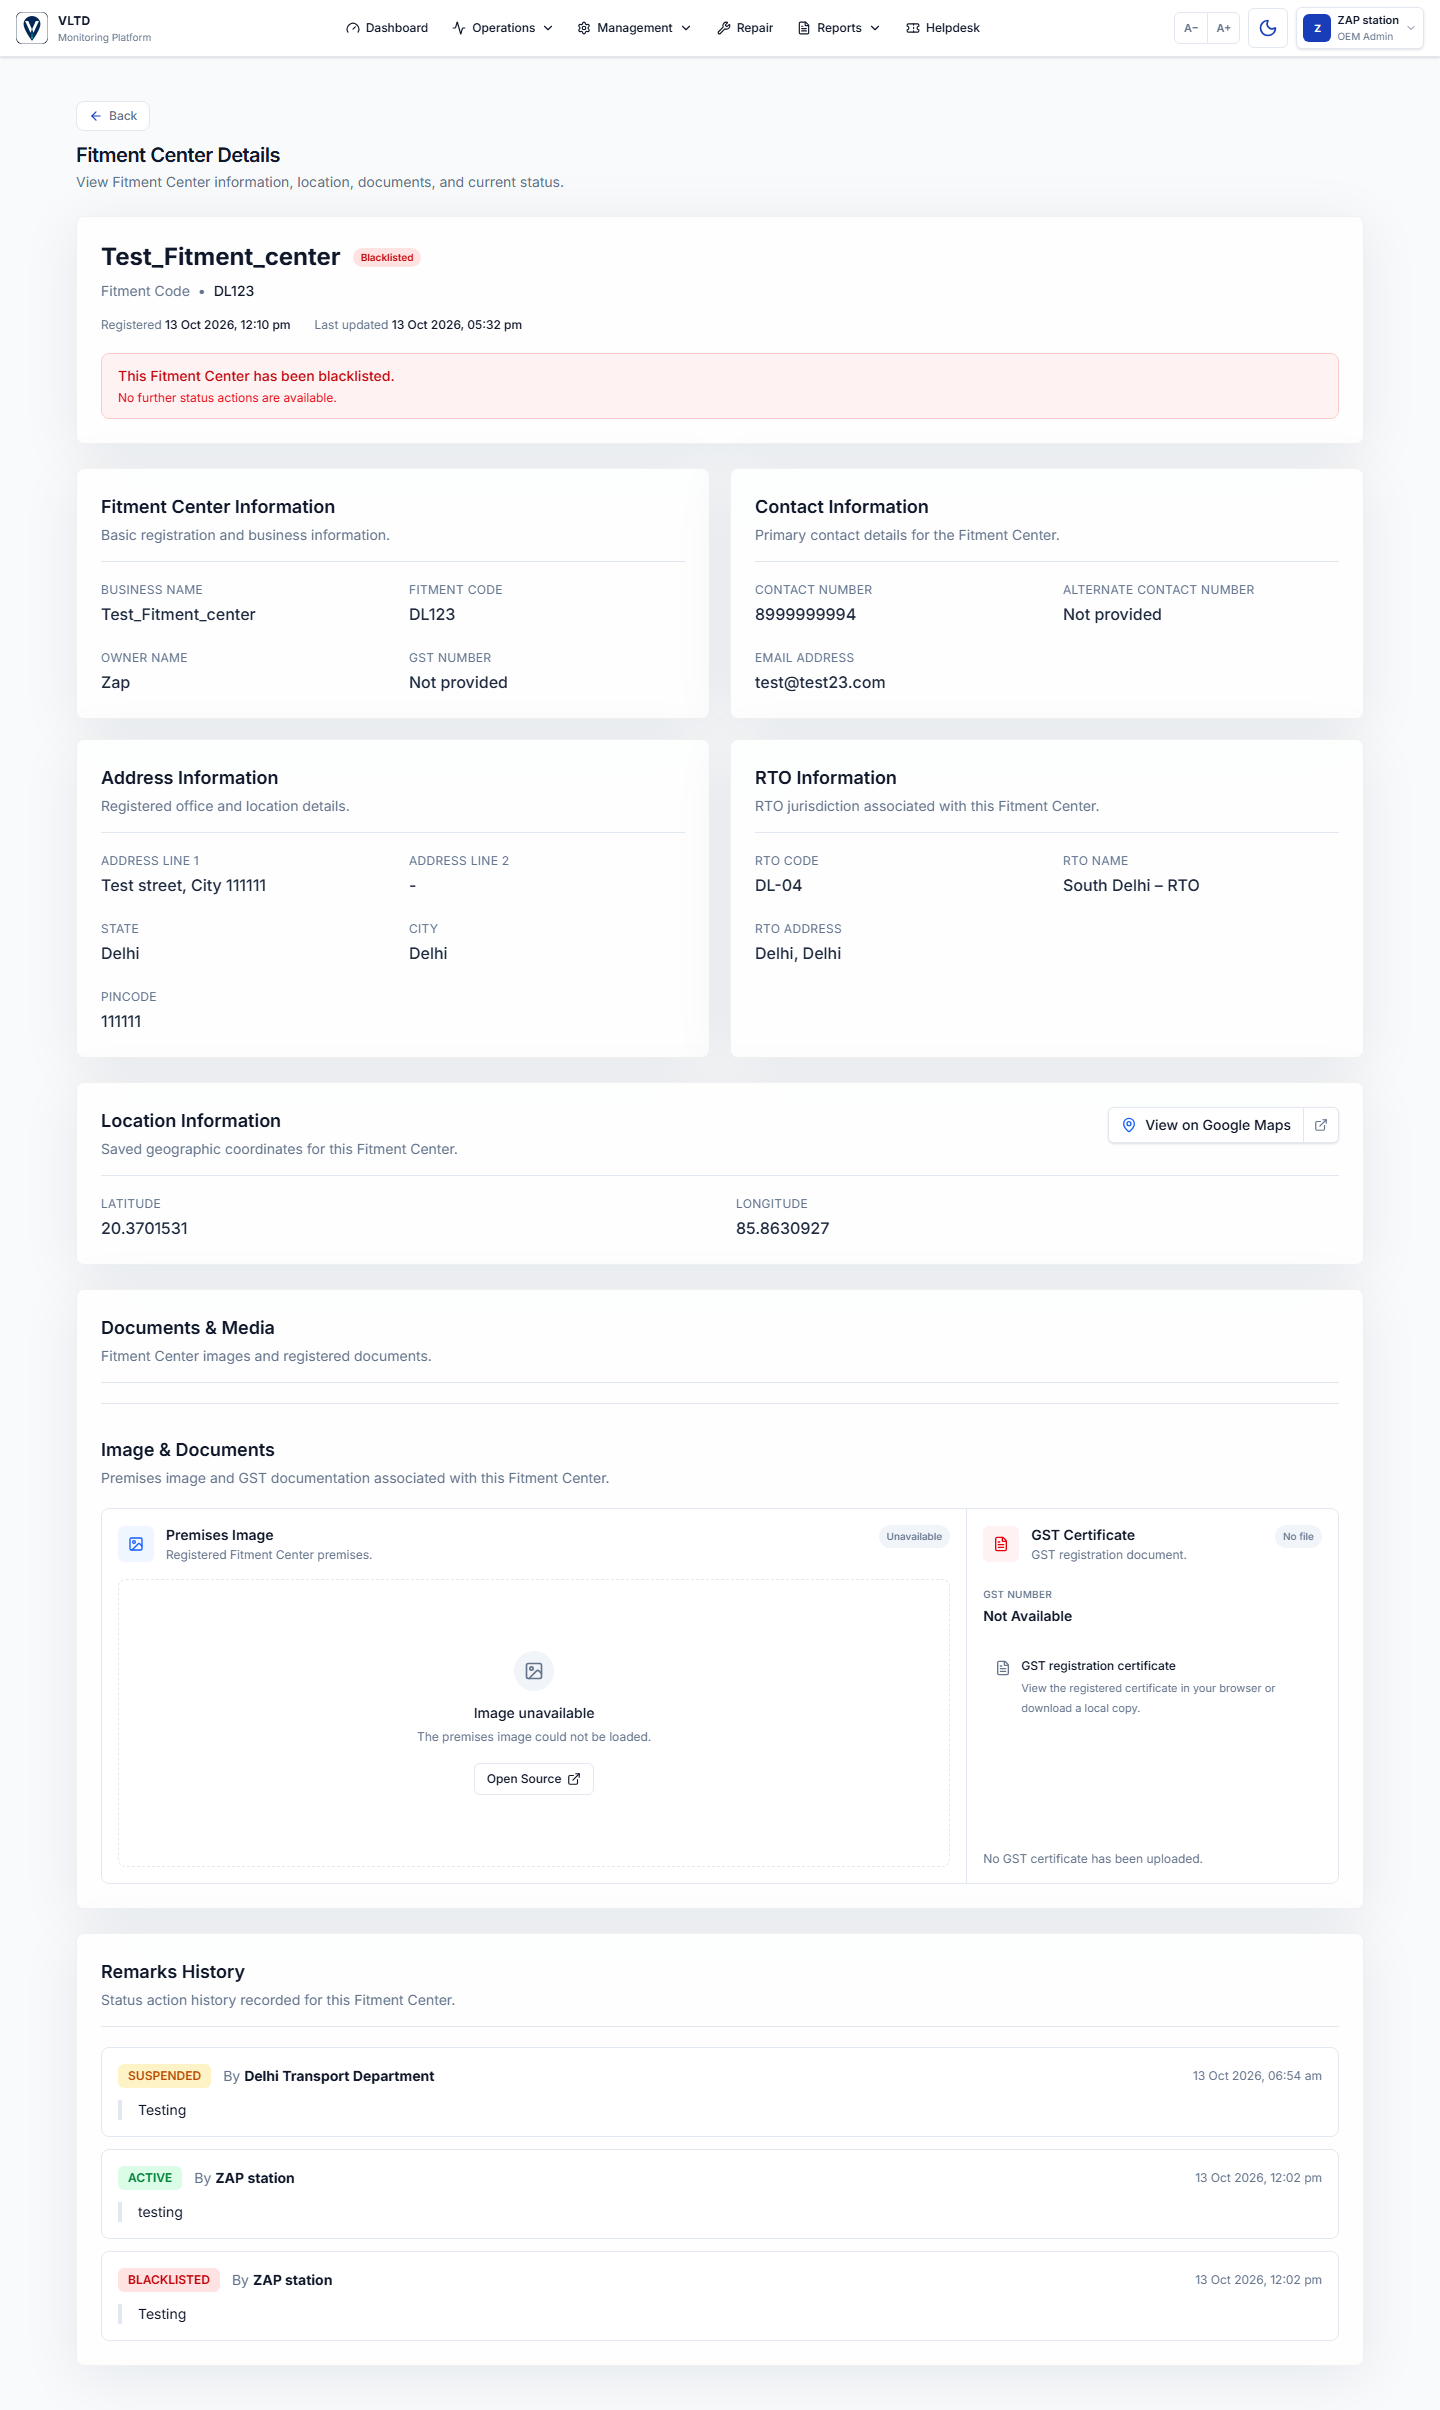 VLTD
Monitoring Platform
Dashboard
Operations
Management
Repair
Reports
Helpdesk
A−
A+
Z
ZAP station
OEM Admin
Back
Fitment Center Details
View Fitment Center information, location, documents, and current status.
Test_Fitment_center
Blacklisted
Fitment Code • DL123
Registered 13 Oct 2026, 12:10 pm
Last updated 13 Oct 2026, 05:32 pm
This Fitment Center has been blacklisted.
No further status actions are available.
Fitment Center Information
Basic registration and business information.
BUSINESS NAME
Test_Fitment_center
FITMENT CODE
DL123
OWNER NAME
Zap
GST NUMBER
Not provided
Contact Information
Primary contact details for the Fitment Center.
CONTACT NUMBER
8999999994
ALTERNATE CONTACT NUMBER
Not provided
EMAIL ADDRESS
test@test23.com
Address Information
Registered office and location details.
ADDRESS LINE 1
Test street, City 111111
ADDRESS LINE 2
-
STATE
Delhi
CITY
Delhi
PINCODE
111111
RTO Information
RTO jurisdiction associated with this Fitment Center.
RTO CODE
DL-04
RTO NAME
South Delhi – RTO
RTO ADDRESS
Delhi, Delhi
Location Information
Saved geographic coordinates for this Fitment Center.
View on Google Maps
LATITUDE
20.3701531
LONGITUDE
85.8630927
Documents & Media
Fitment Center images and registered documents.
Image & Documents
Premises image and GST documentation associated with this Fitment Center.
Premises Image
Registered Fitment Center premises.
Unavailable
Image unavailable
The premises image could not be loaded.
Open Source
GST Certificate
GST registration document.
No file
GST NUMBER
Not Available
GST registration certificate
View the registered certificate in your browser or
download a local copy.
No GST certificate has been uploaded.
Remarks History
Status action history recorded for this Fitment Center.
SUSPENDED
By Delhi Transport Department
13 Oct 2026, 06:54 am
Testing
ACTIVE
By ZAP station
13 Oct 2026, 12:02 pm
testing
BLACKLISTED
By ZAP station
13 Oct 2026, 12:02 pm
Testing